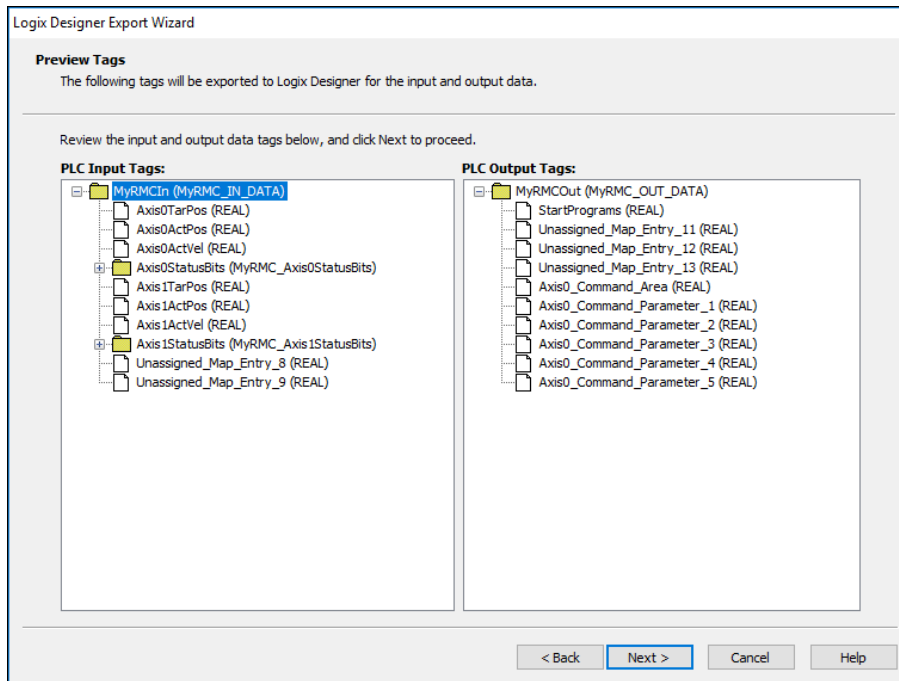 Logix Designer Export Wizard
Preview Tags
The following tags will be exported to Logix Designer for the input and output data.
Review the input and output data tags below, and click Next to proceed.
PLC Input Tags:
MyRMCIn (MyRMC_IN_DATA)
Axis0TarPos (REAL)
Axis0ActPos (REAL)
Axis0ActVel (REAL)
Axis0StatusBits (MyRMC_Axis0StatusBits)
Axis1TarPos (REAL)
Axis1ActPos (REAL)
Axis1ActVel (REAL)
Axis1StatusBits (MyRMC_Axis1StatusBits)
Unassigned_Map_Entry_8 (REAL)
Unassigned_Map_Entry_9 (REAL)
PLC Output Tags:
MyRMCOut (MyRMC_OUT_DATA)
StartPrograms (REAL)
Unassigned_Map_Entry_11 (REAL)
Unassigned_Map_Entry_12 (REAL)
Unassigned_Map_Entry_13 (REAL)
Axis0_Command_Area (REAL)
Axis0_Command_Parameter_1 (REAL)
Axis0_Command_Parameter_2 (REAL)
Axis0_Command_Parameter_3 (REAL)
Axis0_Command_Parameter_4 (REAL)
Axis0_Command_Parameter_5 (REAL)
< Back Next > Cancel Help